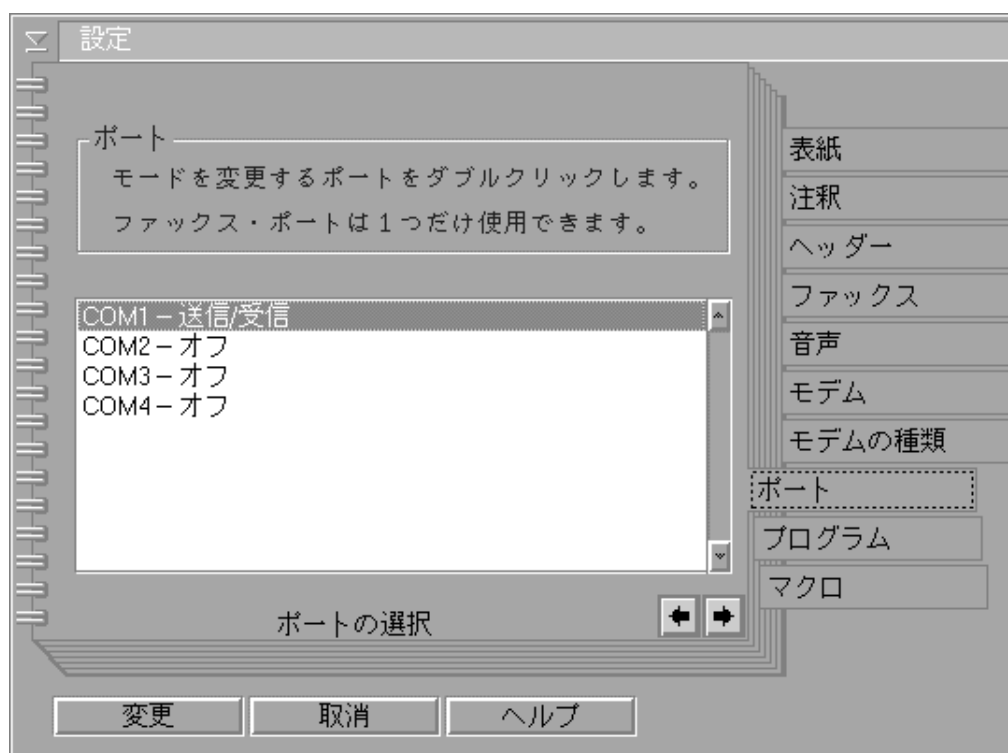 設定
ポート
モードを変更するポートをダブルクリックします。
ファックス・ポートは1つだけ使用できます。
COM1－送信/受信
COM2－オフ
COM3－オフ
COM4－オフ
ポートの選択
表紙
注釈
ヘッダー
ファックス
音声
モデム
モデムの種類
ポート
プログラム
マクロ
変更
取消
ヘルプ